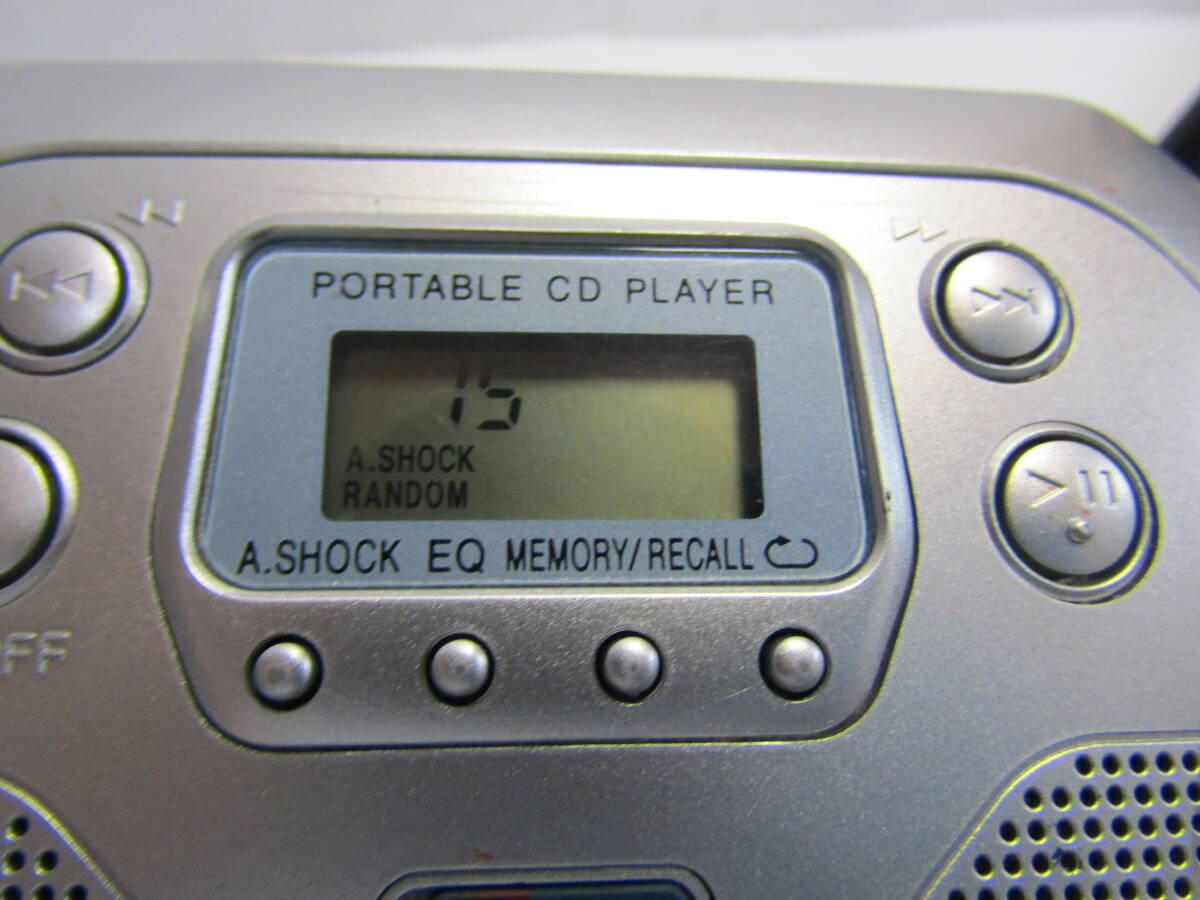 PORTABLE CD PLAYER
15
A.SHOCK
RANDOM
A.SHOCK EQ MEMORY/RECALL
FF